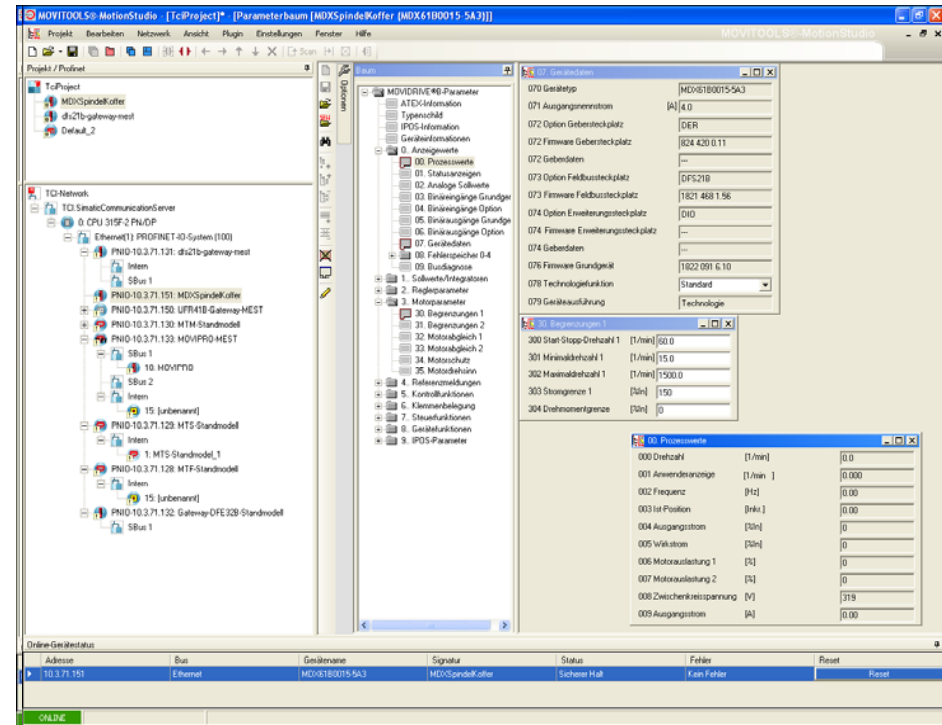 MOVITOOLS® MotionStudio - [TciProject]* - [Parameterbaum [MDXSpindelKoffer (MDX61B0015-5A3)]]
Projekt Bearbeiten Netzwerk Ansicht Plugin Einstellungen Fenster Hilfe
MOVITOOLS®-MotionStudio
Scan
Projekt / Profinet
TciProject
MDXSpindelKoffer
dfs21b-gateway-mest
Default_2
TCI-Network
TCI.SimaticCommunicationServer
0: CPU 315F-2 PN/DP
Ethernet(1): PROFINET-IO-System (100)
PNIO-10.3.71.131: dfs21b-gateway-mest
Intern
SBus 1
PNIO-10.3.71.151: MDXSpindelKoffer
PNIO-10.3.71.150: UFR41B-Gateway-MEST
PNIO-10.3.71.130: MTM-Standmodell
PNIO-10.3.71.133: MOVIPRO-MEST
SBus 1
10: MOVIPRO
SBus 2
Intern
15: [unbenannt]
PNIO-10.3.71.129: MTS-Standmodell
Intern
1: MTS-Standmodel_1
PNIO-10.3.71.128: MTF-Standmodell
Intern
15: [unbenannt]
PNIO-10.3.71.132: Gateway-DFE32B-Standmodell
SBus 1
Optionen
Baum
MOVIDRIVE®B-Parameter
ATEX-Information
Typenschild
IPOS-Information
Geräteinformationen
0.. Anzeigewerte
00. Prozesswerte
01. Statusanzeigen
02. Analoge Sollwerte
03. Binäreingänge Grundger
04. Binäreingänge Option
05. Binärausgänge Grundge
06. Binärausgänge Option
07. Gerätedaten
08. Fehlerspeicher 0-4
09. Busdiagnose
1.. Sollwerte/Integratoren
2.. Reglerparameter
3.. Motorparameter
30. Begrenzungen 1
31. Begrenzungen 2
32. Motorabgleich 1
33. Motorabgleich 2
34. Motorschutz
35. Motordrehsinn
4.. Referenzmeldungen
5.. Kontrollfunktionen
6.. Klemmenbelegung
7.. Steuerfunktionen
8.. Gerätefunktionen
9.. IPOS-Parameter
07. Gerätedaten
070 Gerätetyp MDX61B0015-5A3
071 Ausgangsnennstrom [A] 4.0
072 Option Gebersteckplatz DER
072 Firmware Gebersteckplatz 824 420 0.11
072 Geberdaten ---
073 Option Feldbussteckplatz DFS21B
073 Firmware Feldbussteckplatz 1821 468 1.56
074 Option Erweiterungssteckplatz DIO
074 Firmware Erweiterungssteckplatz ---
074 Geberdaten ---
076 Firmware Grundgerät 1822 091 6.10
078 Technologiefunktion Standard
079 Geräteausführung Technologie
30. Begrenzungen 1
300 Start-Stopp-Drehzahl 1 [1/min] 60.0
301 Minimaldrehzahl 1 [1/min] 15.0
302 Maximaldrehzahl 1 [1/min] 1500.0
303 Stromgrenze 1 [%In] 150
304 Drehmomentgrenze [%In] 0
00. Prozesswerte
000 Drehzahl [1/min] 0.0
001 Anwenderanzeige [1/min ] 0.000
002 Frequenz [Hz] 0.00
003 Ist-Position [Inkr.] 0.00
004 Ausgangsstrom [%In] 0
005 Wirkstrom [%In] 0
006 Motorauslastung 1 [%] 0
007 Motorauslastung 2 [%] 0
008 Zwischenkreisspannung [V] 319
009 Ausgangsstrom [A] 0.00
Online-Gerätestatus
Adresse Bus Gerätename Signatur Status Fehler Reset
10.3.71.151 Ethernet MDX61B0015-5A3 MDXSpindelKoffer Sicherer Halt Kein Fehler Reset
ONLINE